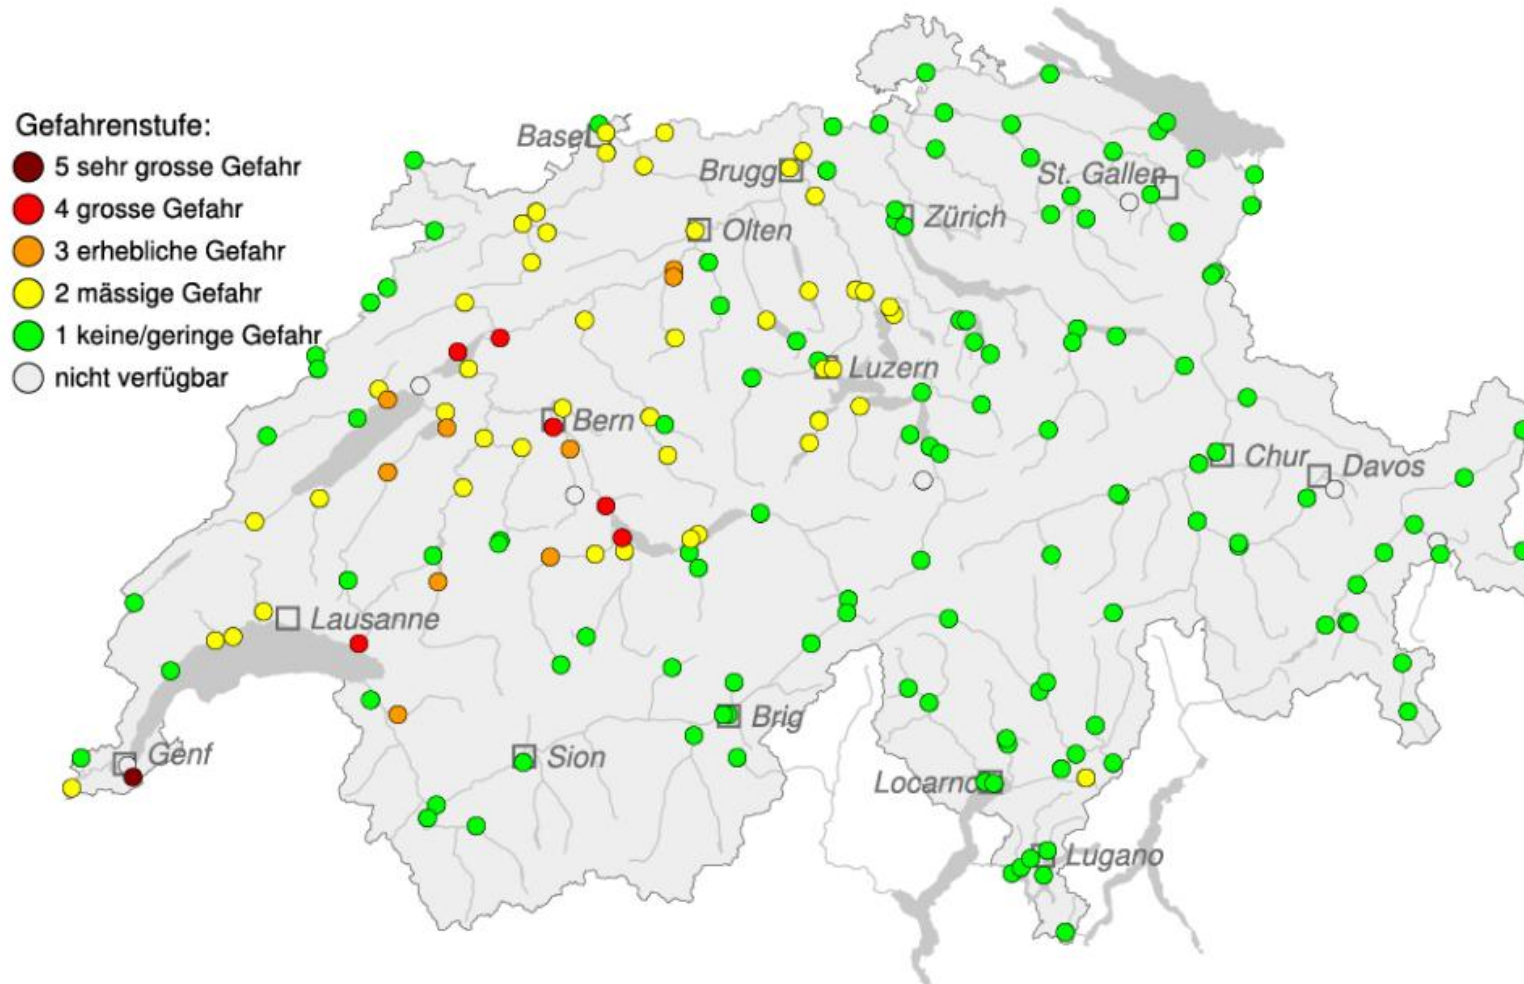 Gefahrenstufe:
5 sehr grosse Gefahr
4 grosse Gefahr
3 erhebliche Gefahr
2 mässige Gefahr
1 keine/geringe Gefahr
nicht verfügbar
Basel
Brugg
St. Gallen
Zürich
Olten
Luzern
Bern
Chur
Davos
Lausanne
Brig
Genf
Sion
Locarno
Lugano